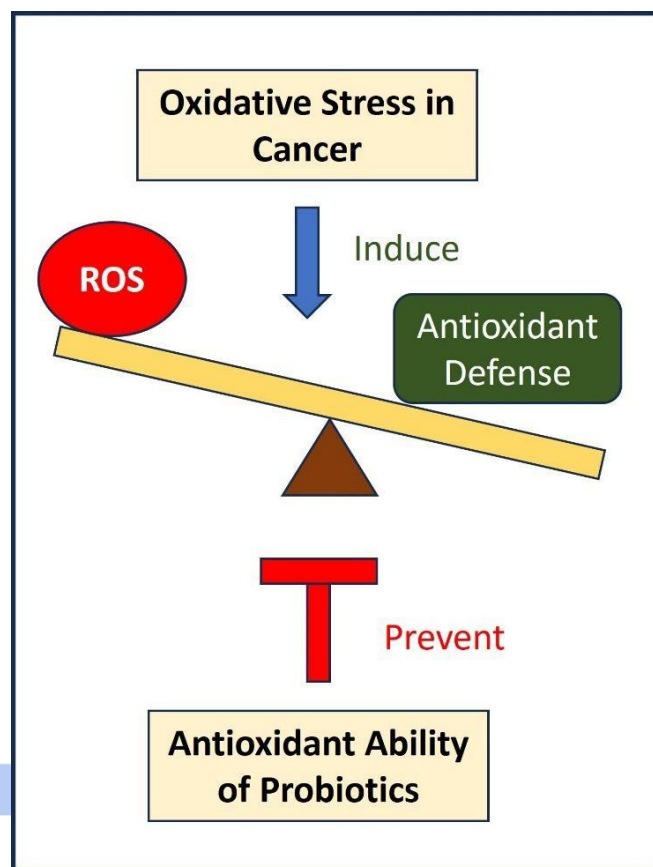 Oxidative Stress in
Cancer
Induce
ROS
Antioxidant
Defense
Prevent
Antioxidant Ability
of Probiotics